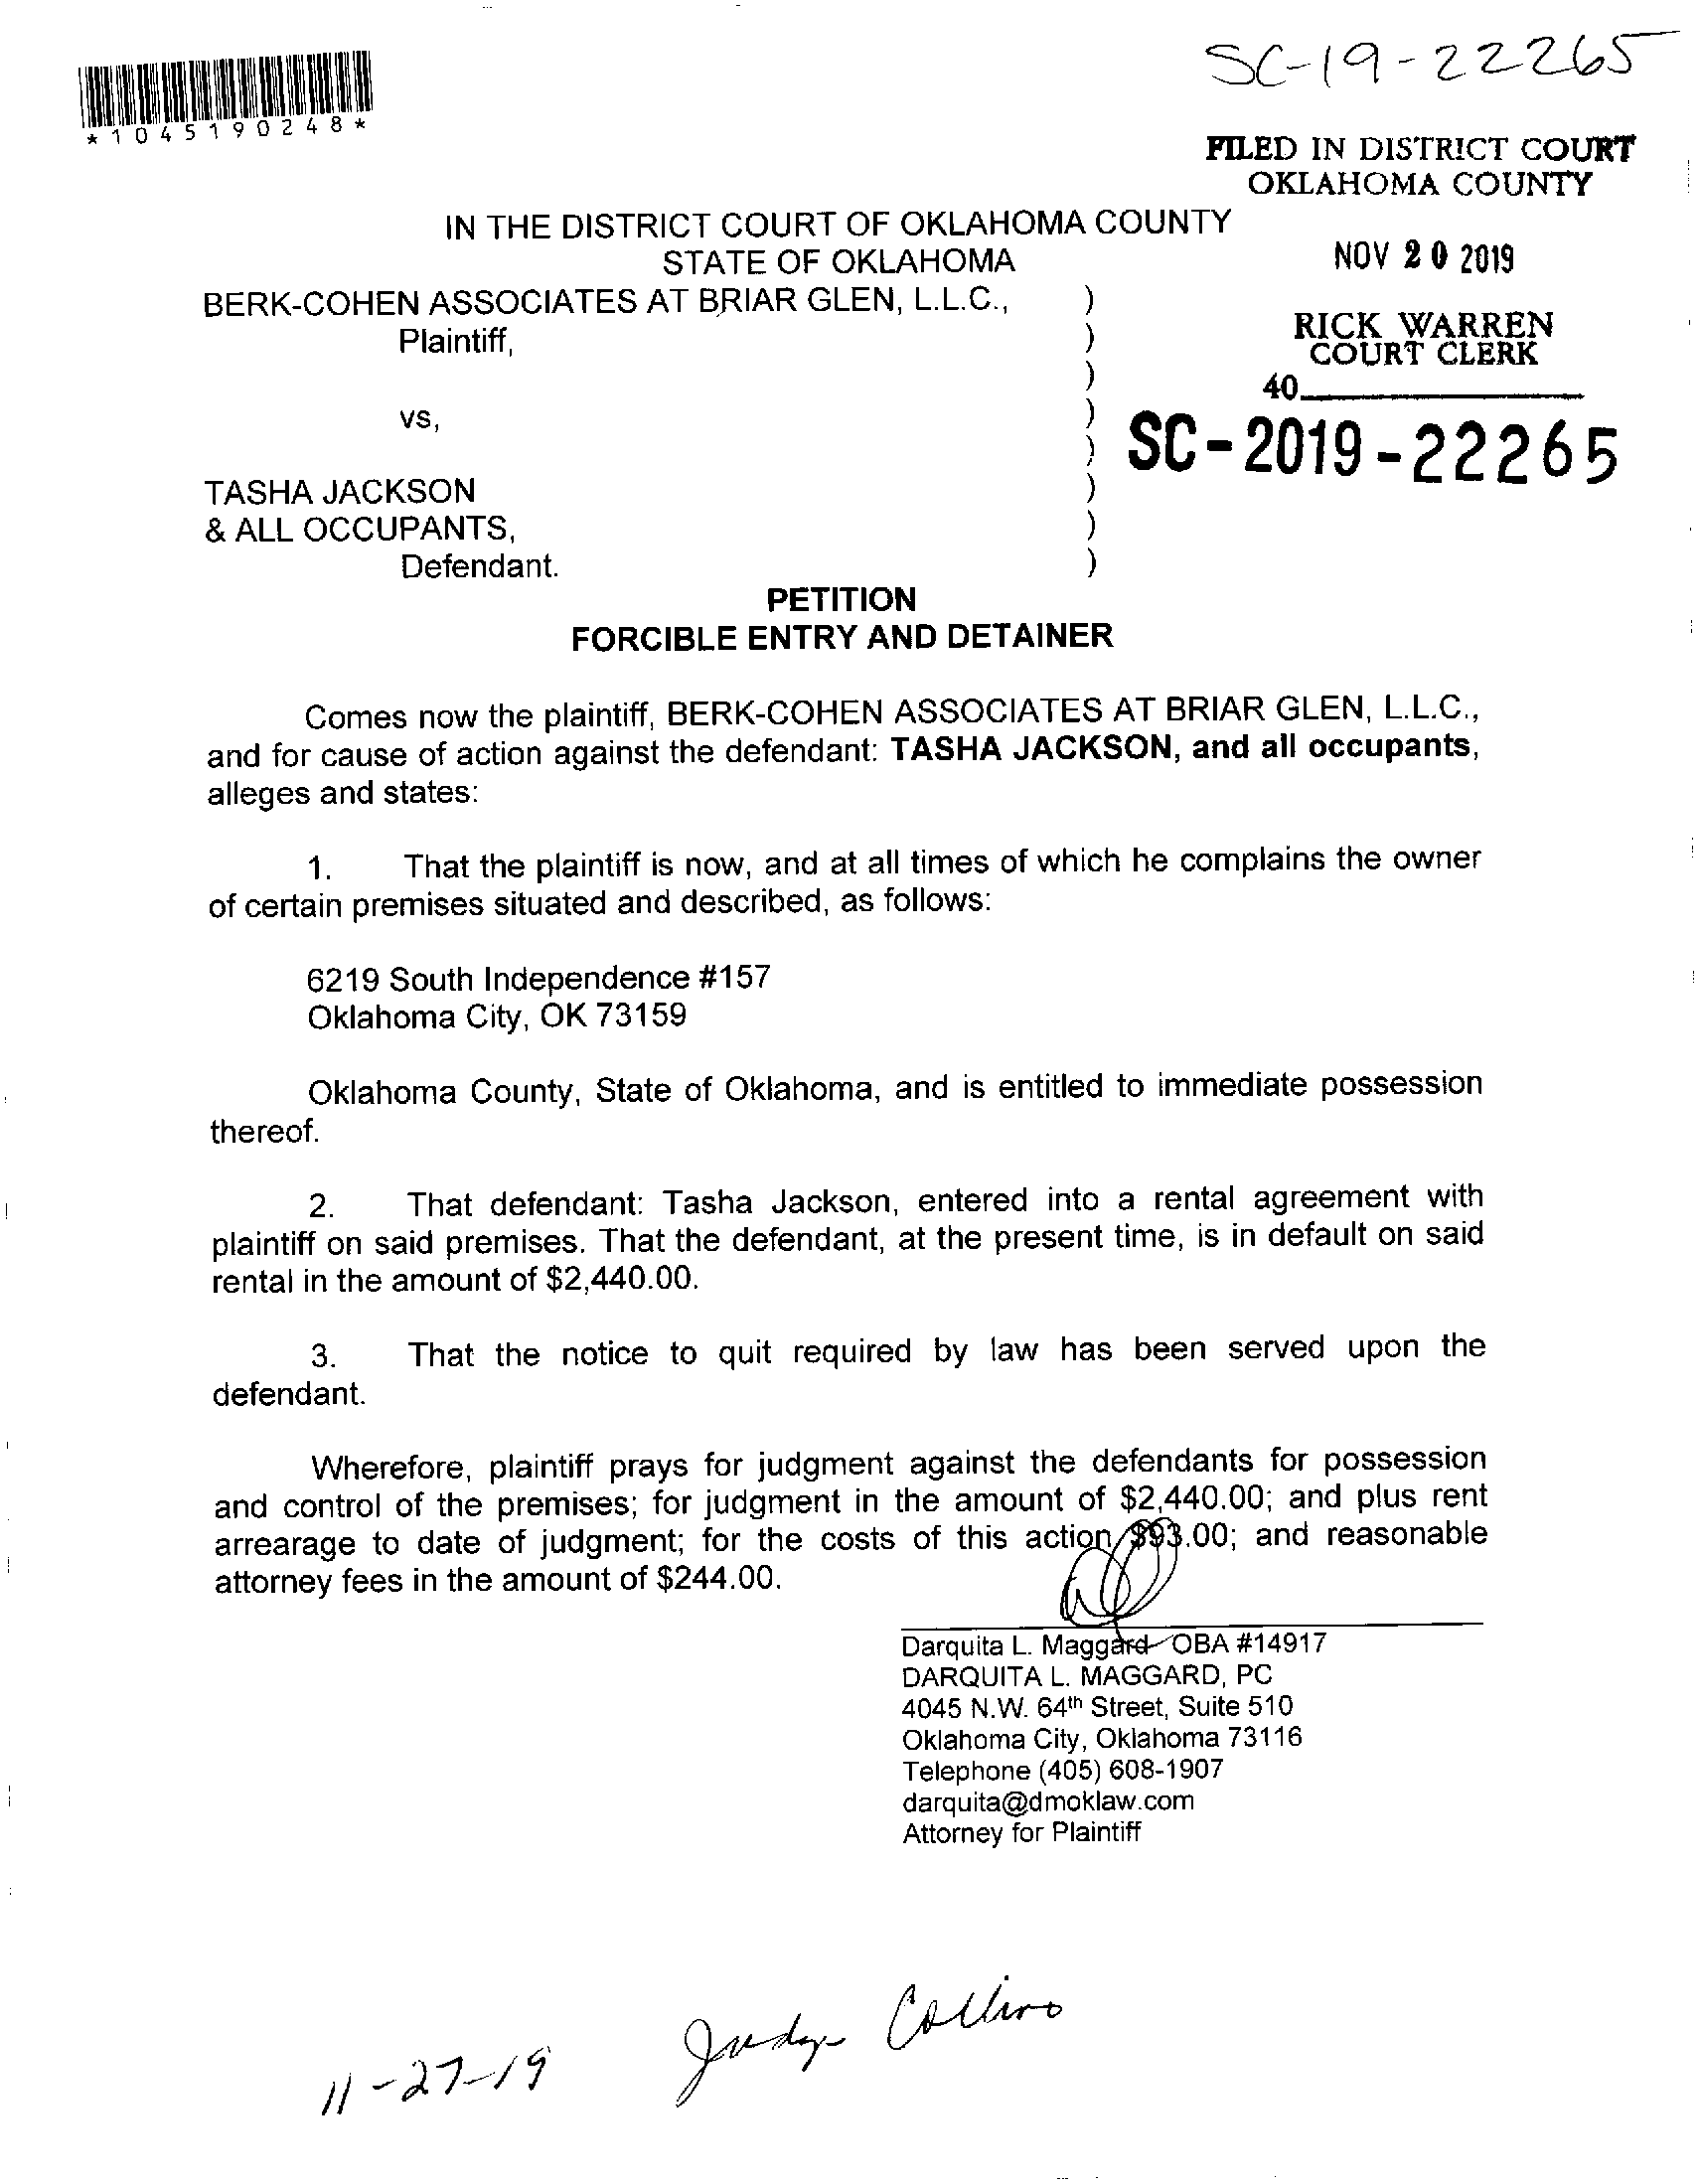 SC-19-22265
*1045190248*
FILED IN DISTRICT COURT
OKLAHOMA COUNTY
IN THE DISTRICT COURT OF OKLAHOMA COUNTY
STATE OF OKLAHOMA
NOV 20 2019
BERK-COHEN ASSOCIATES AT BRIAR GLEN, L.L.C., )
Plaintiff, )
RICK WARREN
COURT CLERK
)
40
vs, )
)
SC-2019-22265
TASHA JACKSON )
& ALL OCCUPANTS, )
Defendant. )
PETITION
FORCIBLE ENTRY AND DETAINER
Comes now the plaintiff, BERK-COHEN ASSOCIATES AT BRIAR GLEN, L.L.C.,
and for cause of action against the defendant: TASHA JACKSON, and all occupants,
alleges and states:
1. That the plaintiff is now, and at all times of which he complains the owner
of certain premises situated and described, as follows:
6219 South Independence #157
Oklahoma City, OK 73159
Oklahoma County, State of Oklahoma, and is entitled to immediate possession
thereof.
2. That defendant: Tasha Jackson, entered into a rental agreement with
plaintiff on said premises. That the defendant, at the present time, is in default on said
rental in the amount of $2,440.00.
3. That the notice to quit required by law has been served upon the
defendant.
Wherefore, plaintiff prays for judgment against the defendants for possession
and control of the premises; for judgment in the amount of $2,440.00; and plus rent
arrearage to date of judgment; for the costs of this action $93.00; and reasonable
attorney fees in the amount of $244.00.
Darquita L. Maggard OBA #14917
DARQUITA L. MAGGARD, PC
4045 N.W. 64th Street, Suite 510
Oklahoma City, Oklahoma 73116
Telephone (405) 608-1907
darquita@dmoklaw.com
Attorney for Plaintiff
11-27-19 Judge Collins